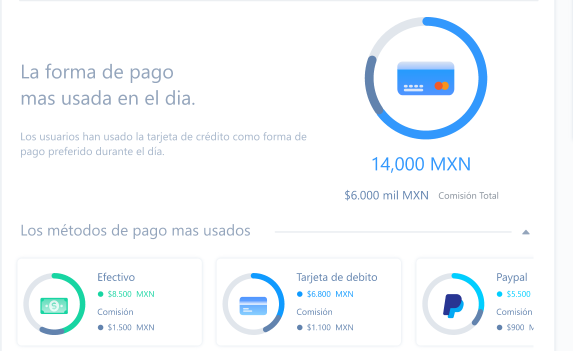 La forma de pago
mas usada en el dia.
Los usuarios han usado la tarjeta de crédito como forma de
pago preferido durante el día.
14,000 MXN
$6.000 mil MXN Comisión Total
Los métodos de pago mas usados
Efectivo
$8.500 MXN
Comisión
$1.500 MXN
Tarjeta de debito
$6,800 MXN
Comisión
$1.100 MXN
Paypal
$5.500
Comisión
$900